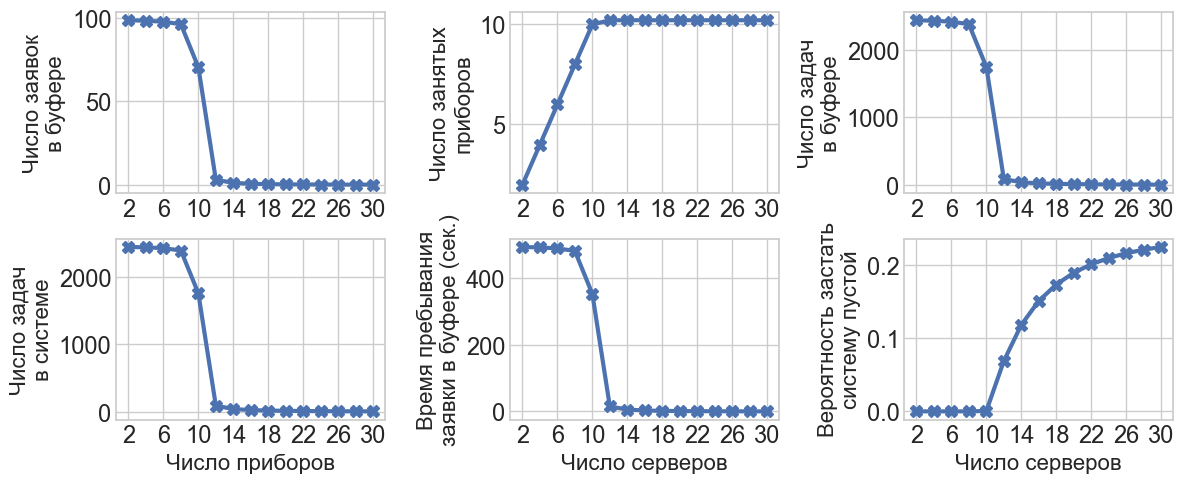 Число заявок
в буфере
100
50
0
2 6 10 14 18 22 26 30
Число занятых
приборов
10
5
2 6 10 14 18 22 26 30
Число задач
в буфере
2000
1000
0
2 6 10 14 18 22 26 30
Число задач
в системе
2000
1000
0
2 6 10 14 18 22 26 30
Число приборов
Время пребывания
заявки в буфере (сек.)
400
200
0
2 6 10 14 18 22 26 30
Число серверов
Вероятность застать
систему пустой
0.2
0.1
0.0
2 6 10 14 18 22 26 30
Число серверов